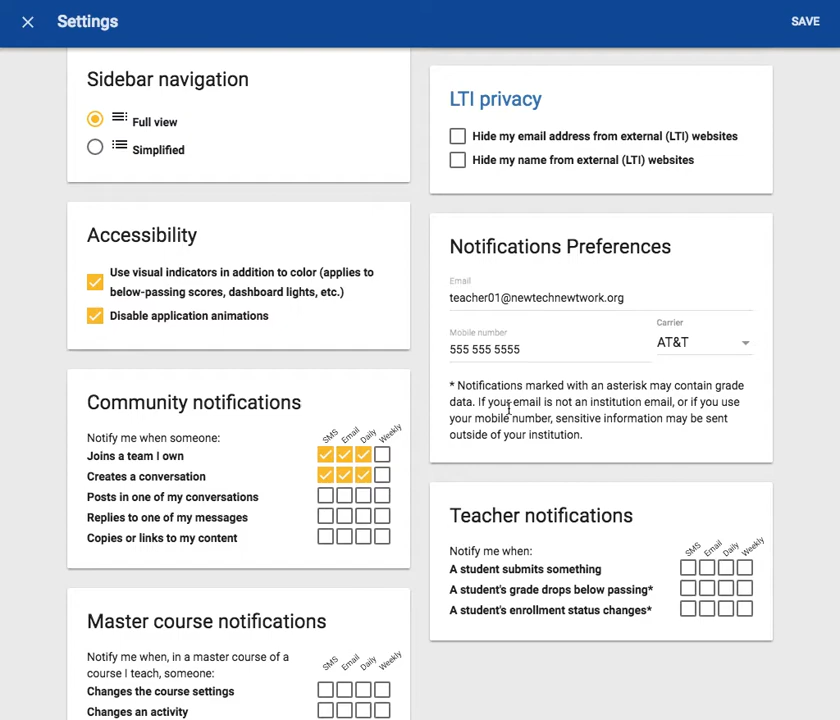 Settings
SAVE
Sidebar navigation
Full view
Simplified
Accessibility
Use visual indicators in addition to color (applies to
below-passing scores, dashboard lights, etc.)
Disable application animations
Community notifications
Notify me when someone:
SMS Email Daily Weekly
Joins a team I own
Creates a conversation
Posts in one of my conversations
Replies to one of my messages
Copies or links to my content
Master course notifications
Notify me when, in a master course of a
course I teach, someone:
SMS Email Daily Weekly
Changes the course settings
Changes an activity
LTI privacy
Hide my email address from external (LTI) websites
Hide my name from external (LTI) websites
Notifications Preferences
Email
teacher01@newtechnewtwork.org
Mobile number
555 555 5555
Carrier
AT&T
* Notifications marked with an asterisk may contain grade
data. If your email is not an institution email, or if you use
your mobile number, sensitive information may be sent
outside of your institution.
Teacher notifications
Notify me when:
SMS Email Daily Weekly
A student submits something
A student's grade drops below passing*
A student's enrollment status changes*